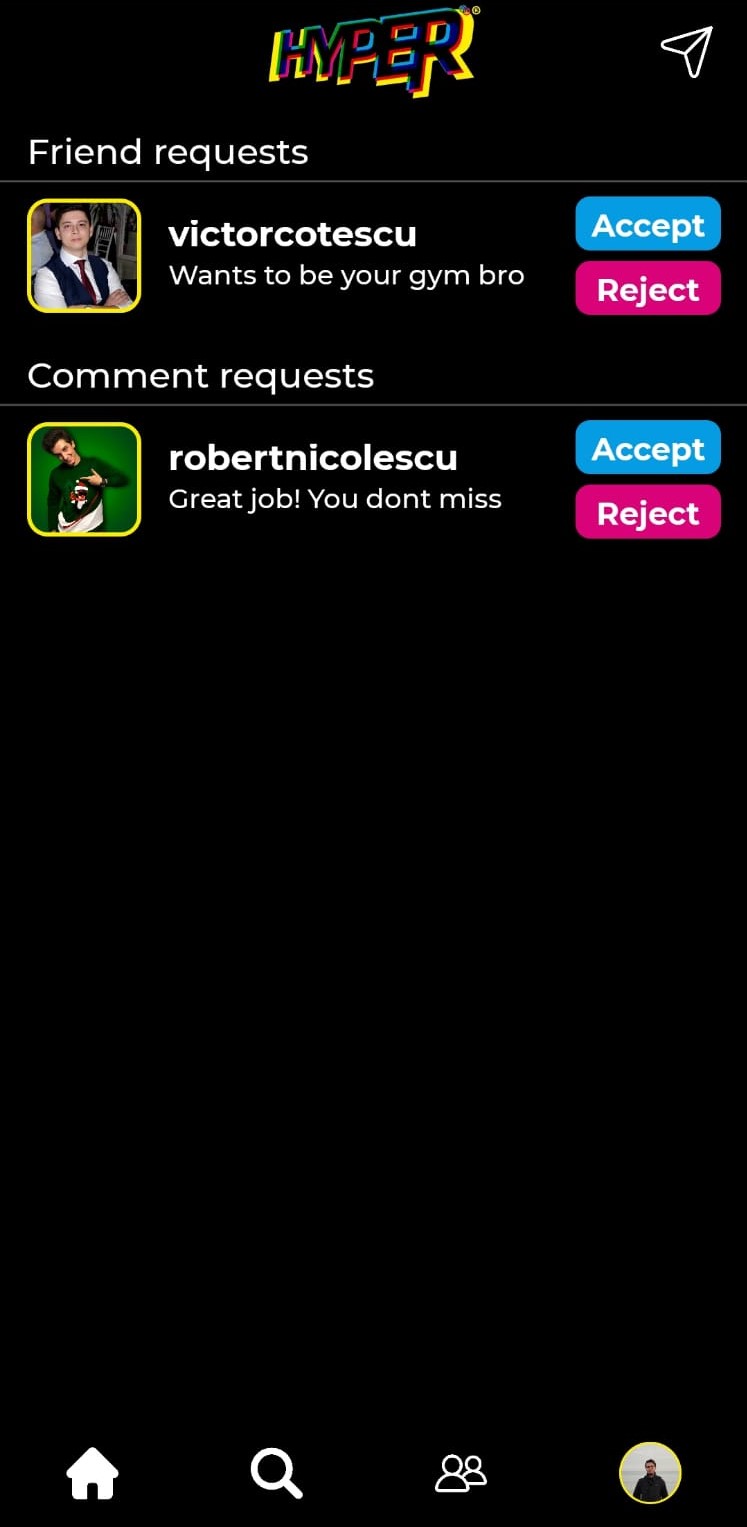 HYPER
Friend requests
victorcotescu
Wants to be your gym bro
Accept
Reject
Comment requests
robertnicolescu
Great job! You dont miss
Accept
Reject